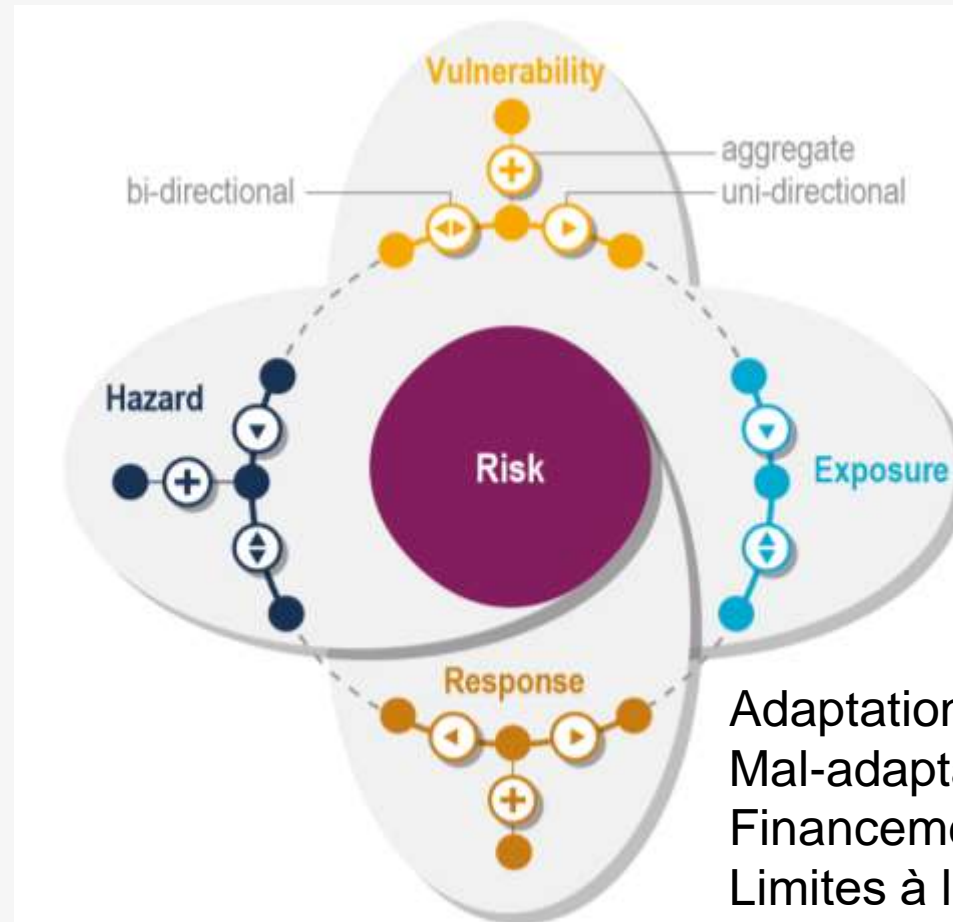 Vulnerability
aggregate
bi-directional
uni-directional
Hazard
Risk
Exposure
Response
Adaptation
Mal-adapta
Financeme
Limites à l